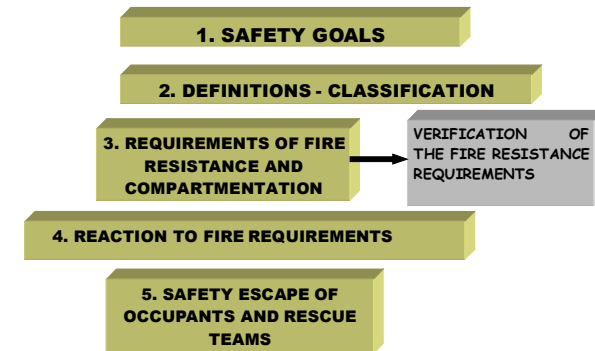 1. SAFETY GOALS
2. DEFINITIONS - CLASSIFICATION
3. REQUIREMENTS OF FIRE
RESISTANCE AND
COMPARTMENTATION
VERIFICATION OF
THE FIRE RESISTANCE
REQUIREMENTS
4. REACTION TO FIRE REQUIREMENTS
5. SAFETY ESCAPE OF
OCCUPANTS AND RESCUE
TEAMS